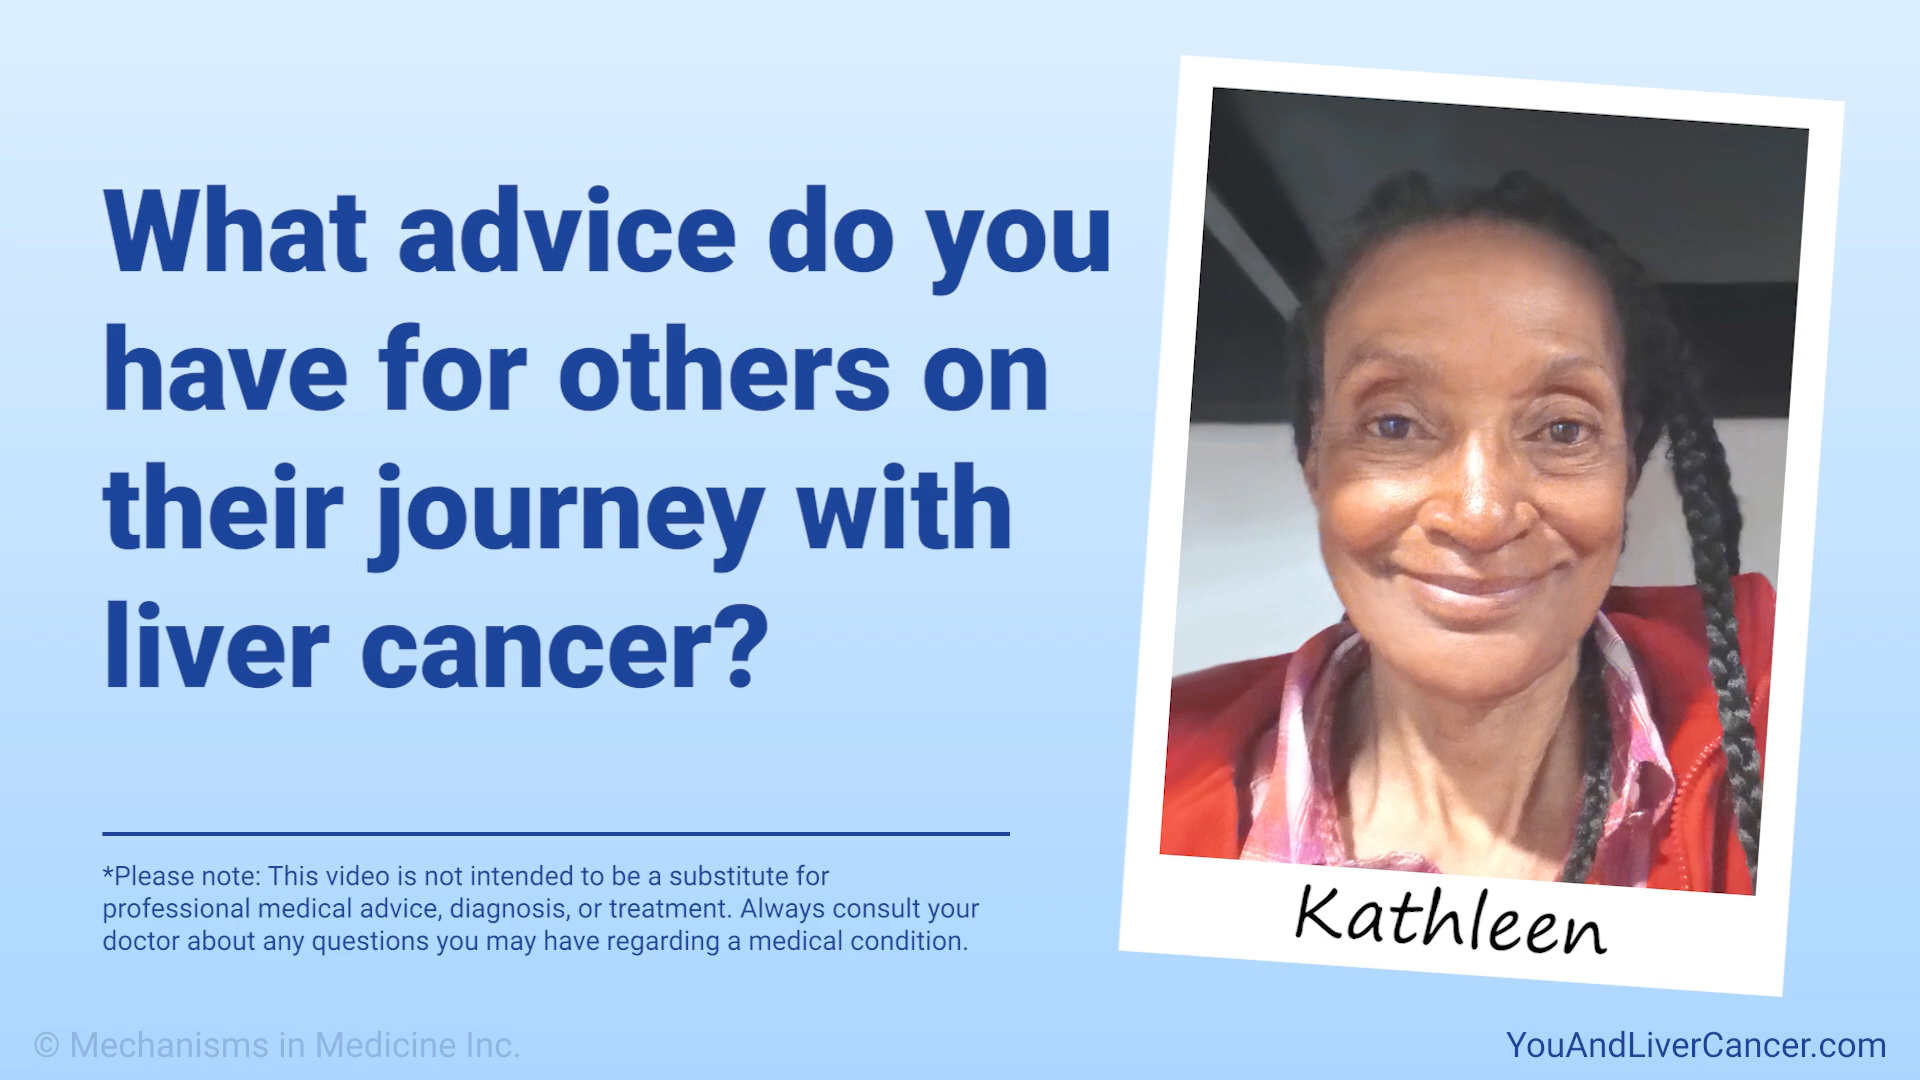 What advice do you
have for others on
their journey with
liver cancer?
*Please note: This video is not intended to be a substitute for
professional medical advice, diagnosis, or treatment. Always consult your
doctor about any questions you may have regarding a medical condition.
Kathleen
© Mechanisms in Medicine Inc.
YouAndLiverCancer.com